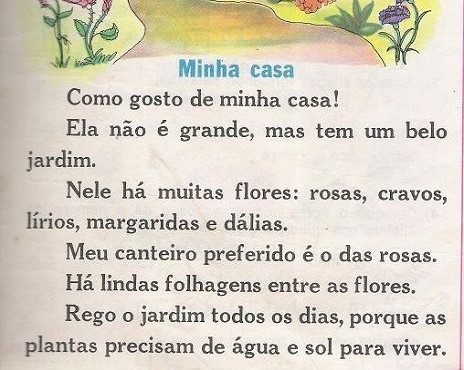 Minha casa
Como gosto de minha casa!
Ela não é grande, mas tem um belo
jardim.
Nele há muitas flores: rosas, cravos,
lírios, margaridas e dálias.
Meu canteiro preferido é o das rosas.
Há lindas folhagens entre as flores.
Rego o jardim todos os dias, porque as
plantas precisam de água e sol para viver.